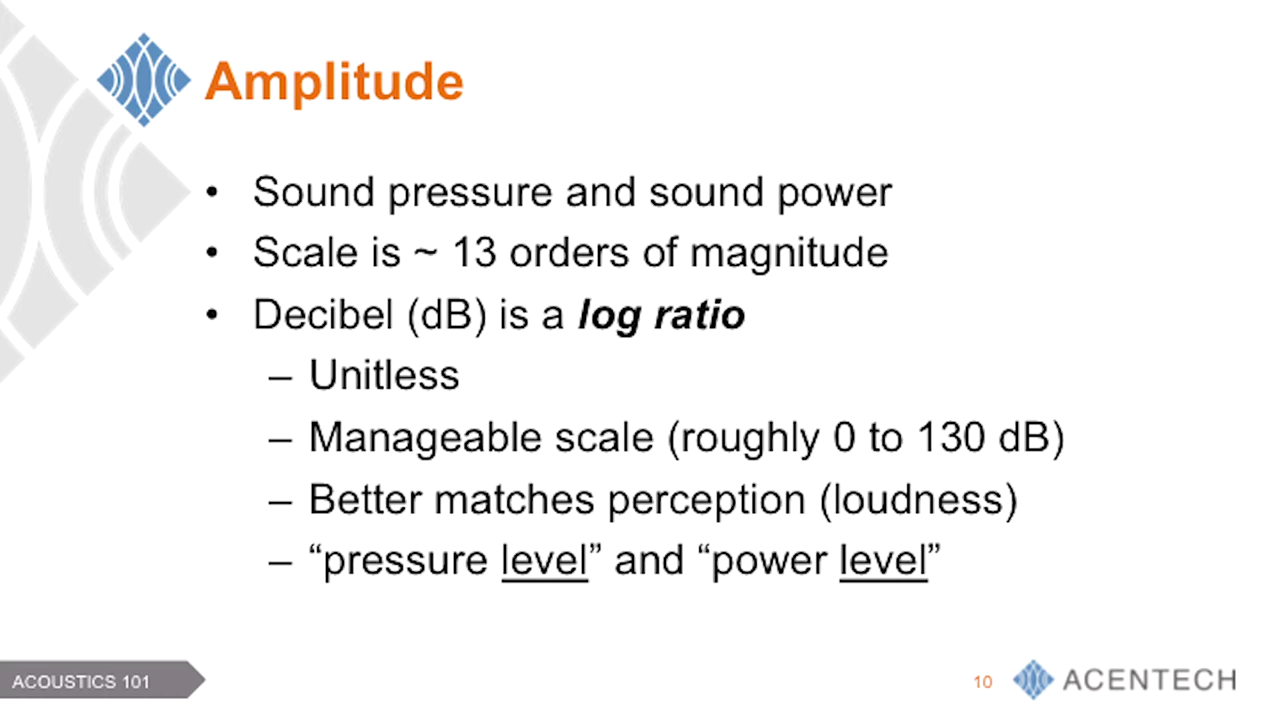 Amplitude
• Sound pressure and sound power
• Scale is ~ 13 orders of magnitude
• Decibel (dB) is a log ratio
– Unitless
– Manageable scale (roughly 0 to 130 dB)
– Better matches perception (loudness)
– “pressure level” and “power level”
ACOUSTICS 101
10
ACENTECH